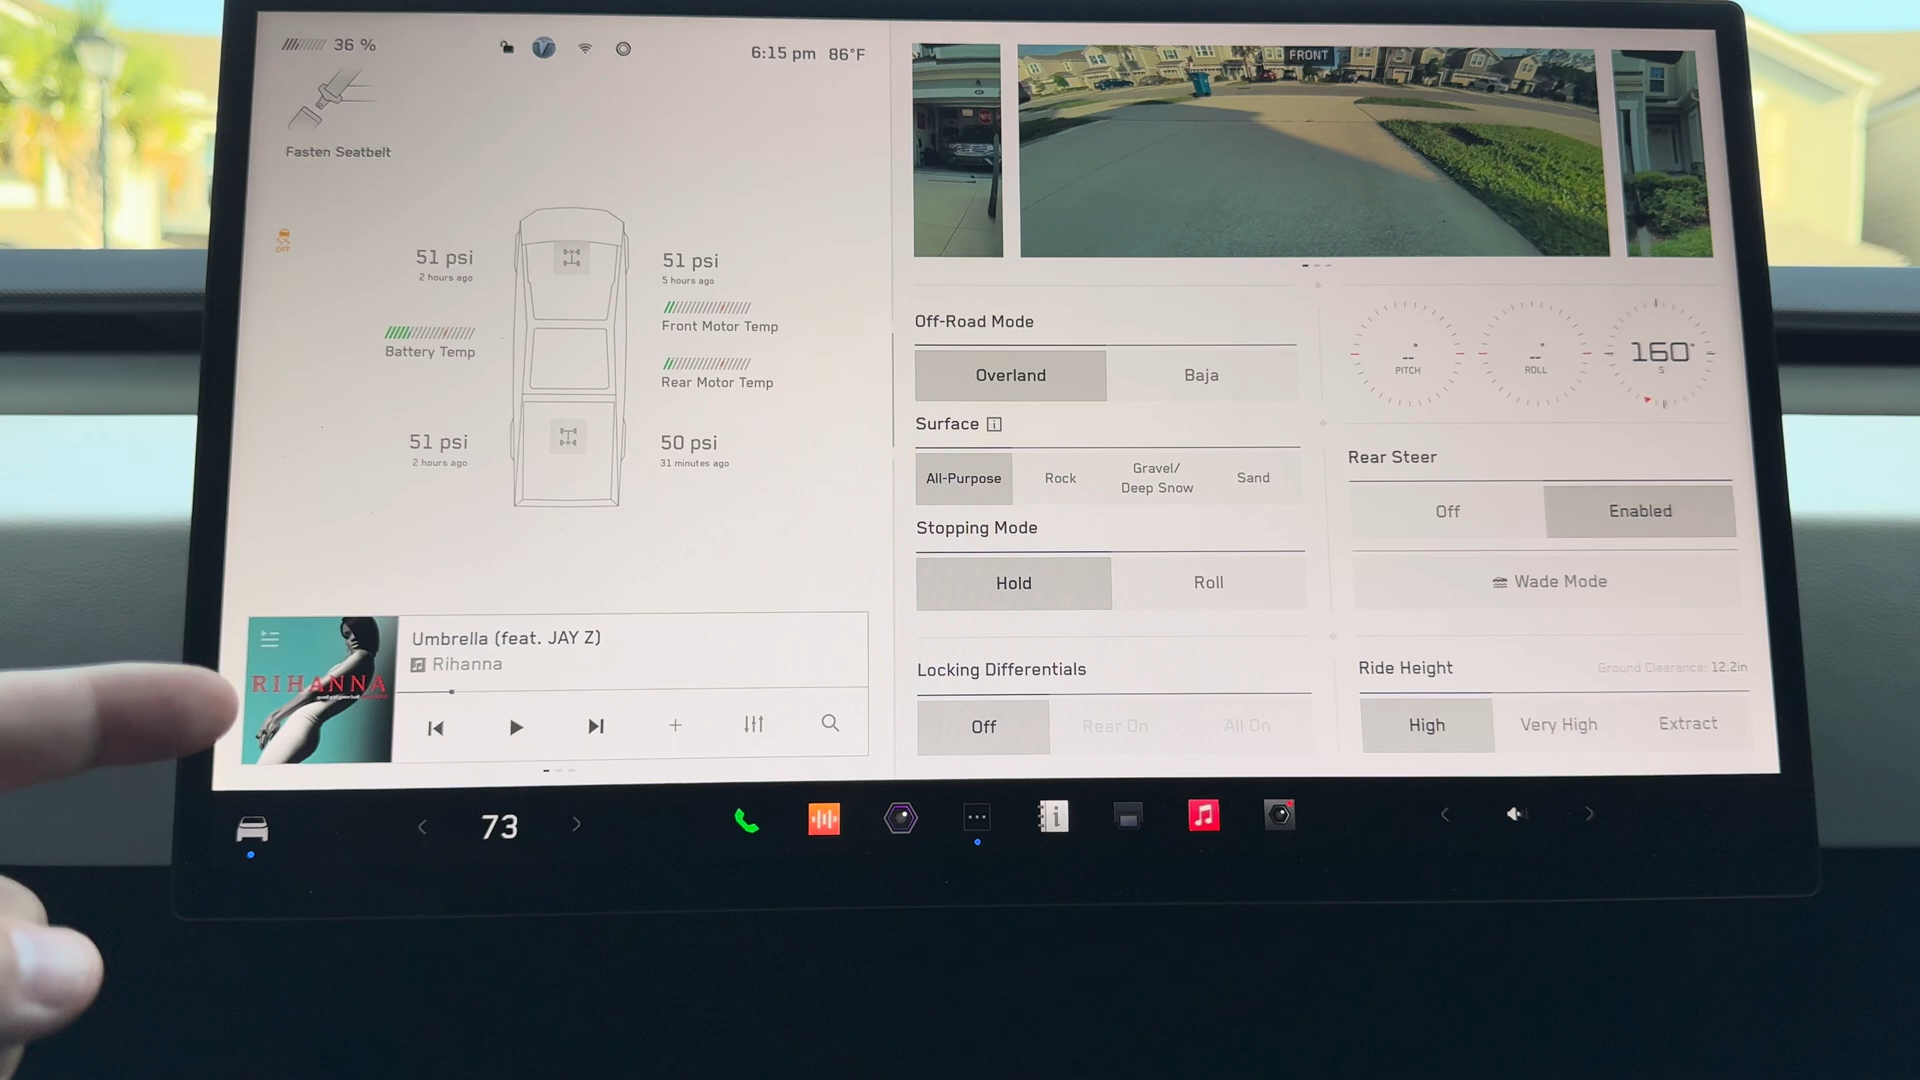 36 %
6:15 pm 86°F
Fasten Seatbelt
OFF
51 psi
2 hours ago
51 psi
5 hours ago
Front Motor Temp
Battery Temp
Rear Motor Temp
51 psi
2 hours ago
50 psi
31 minutes ago
RIHANNA
Umbrella (feat. JAY Z)
Rihanna
FRONT
Off-Road Mode
Overland
Baja
Surface
All-Purpose
Rock
Gravel/
Deep Snow
Sand
Stopping Mode
Hold
Roll
Locking Differentials
Off
Rear On
All On
--°
PITCH
--°
ROLL
160°
S
Rear Steer
Off
Enabled
Wade Mode
Ride Height
Ground Clearance: 12.2in
High
Very High
Extract
73